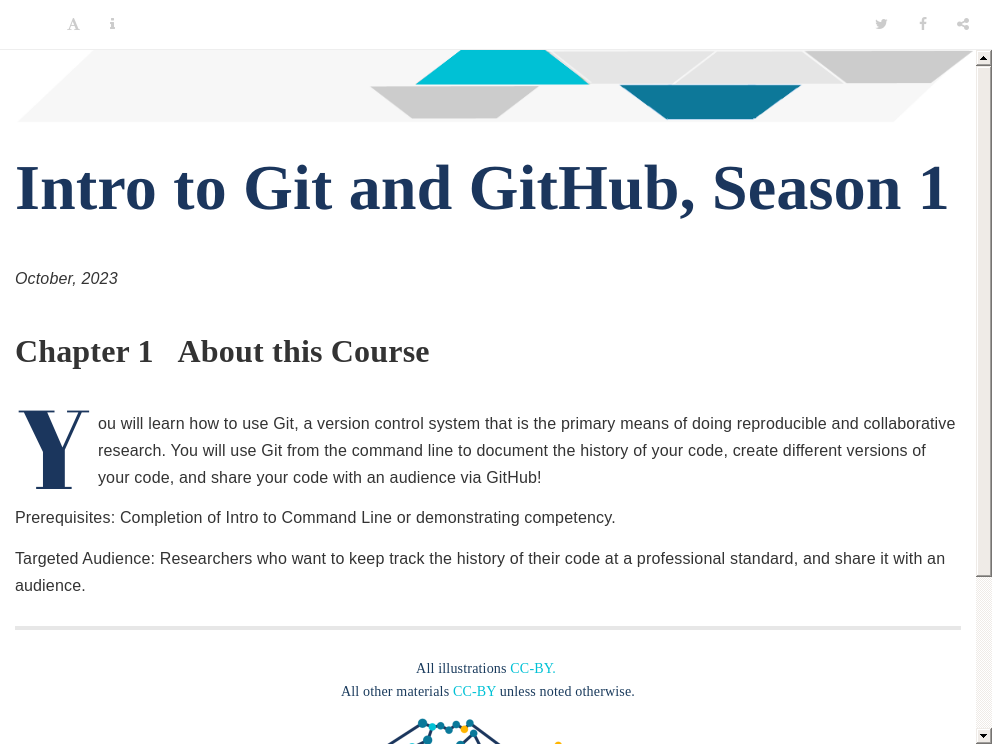 Intro to Git and GitHub, Season 1
October, 2023
Chapter 1 About this Course
You will learn how to use Git, a version control system that is the primary means of doing reproducible and collaborative
research. You will use Git from the command line to document the history of your code, create different versions of
your code, and share your code with an audience via GitHub!
Prerequisites: Completion of Intro to Command Line or demonstrating competency.
Targeted Audience: Researchers who want to keep track the history of their code at a professional standard, and share it with an
audience.
All illustrations CC-BY.
All other materials CC-BY unless noted otherwise.